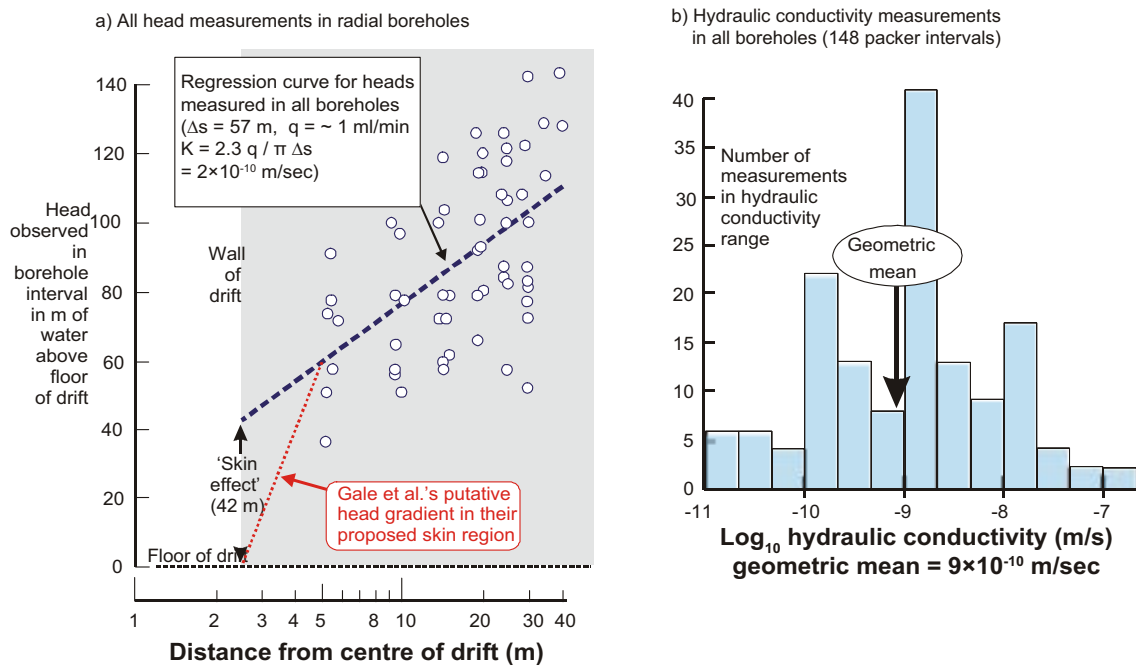 a) All head measurements in radial boreholes
Regression curve for heads
measured in all boreholes
(Δs = 57 m, q = ~ 1 ml/min
K = 2.3 q / π Δs
= 2×10⁻¹⁰ m/sec)
Head
observed
in
borehole
interval
in m of
water
above
floor
of drift
140
120
100
80
60
40
20
0
Wall
of
drift
'Skin
effect'
(42 m)
Gale et al.'s putative
head gradient in their
proposed skin region
Floor of drift
1 2 3 4 5 6 8 10 20 30 40
Distance from centre of drift (m)
b) Hydraulic conductivity measurements
in all boreholes (148 packer intervals)
40
35
30
25
20
15
10
5
0
Number of
measurements
in hydraulic
conductivity
range
Geometric
mean
-11 -10 -9 -8 -7
Log₁₀ hydraulic conductivity (m/s)
geometric mean = 9×10⁻¹⁰ m/sec